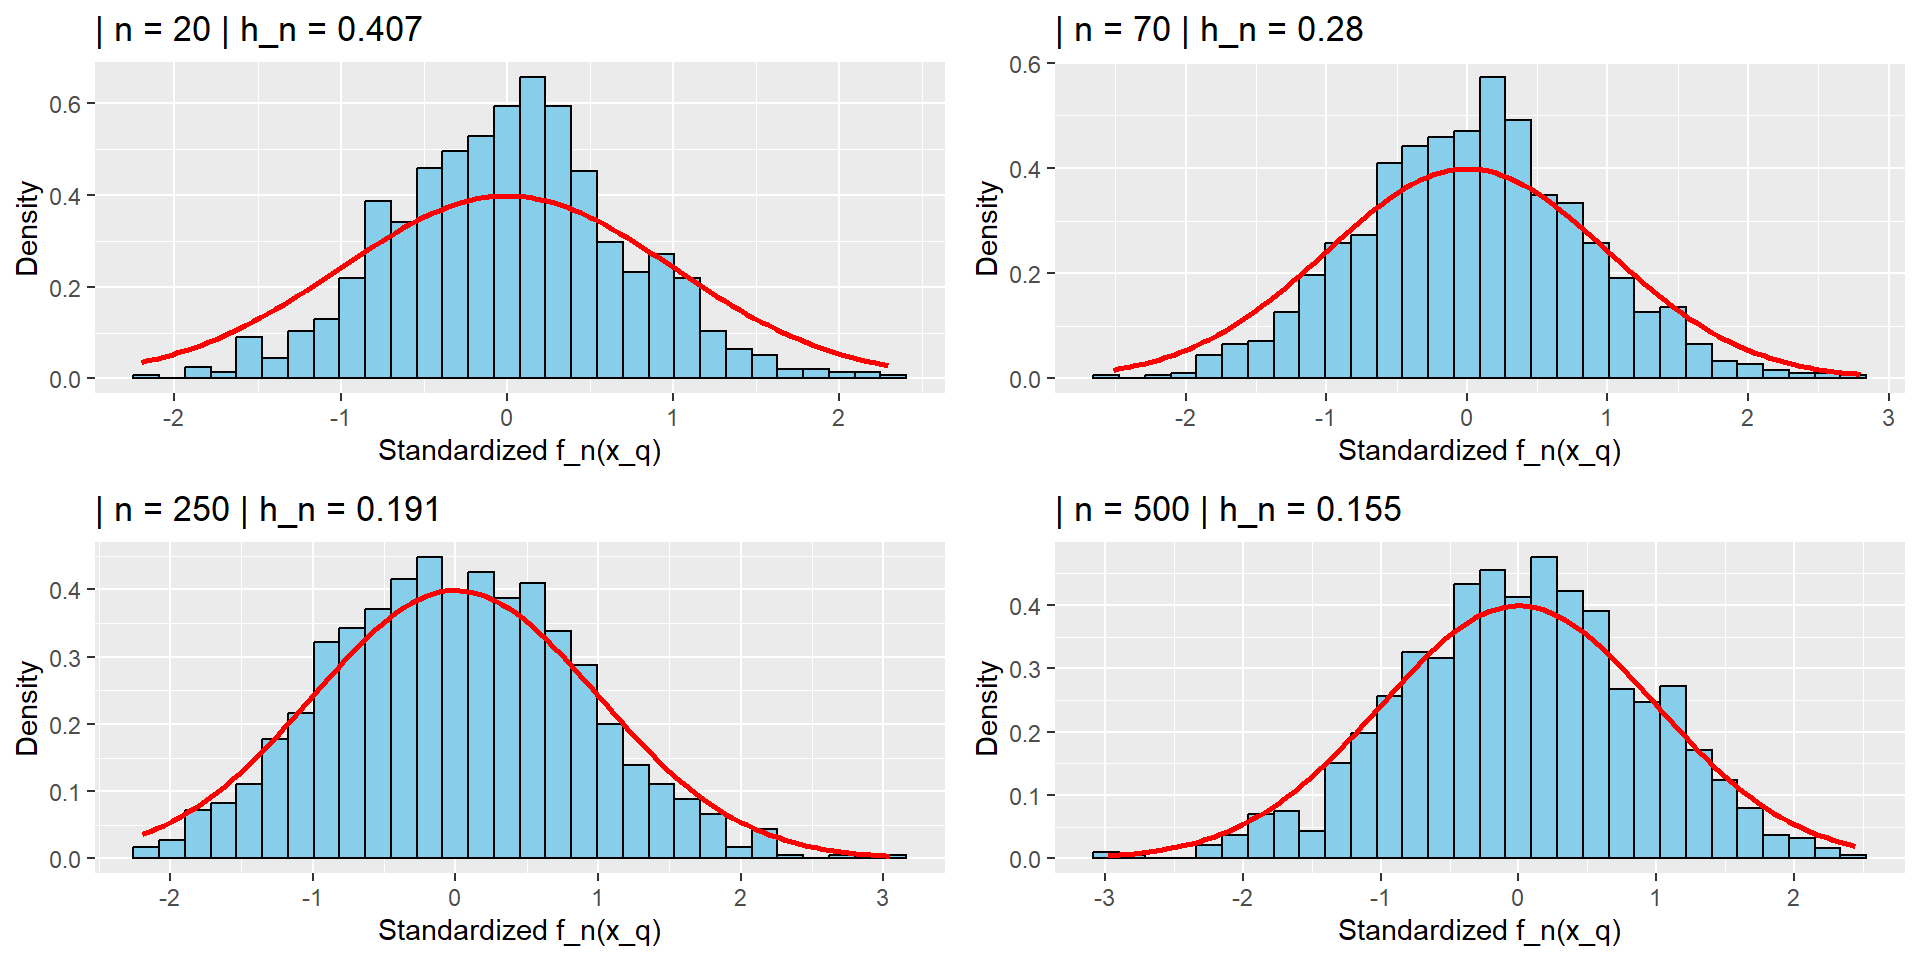 | n = 20 | h_n = 0.407
0.6
0.4
0.2
0.0
Density
-2 -1 0 1 2
Standardized f_n(x_q)
| n = 70 | h_n = 0.28
0.6
0.4
0.2
0.0
Density
-2 -1 0 1 2 3
Standardized f_n(x_q)
| n = 250 | h_n = 0.191
0.4
0.3
0.2
0.1
0.0
Density
-2 -1 0 1 2 3
Standardized f_n(x_q)
| n = 500 | h_n = 0.155
0.4
0.3
0.2
0.1
0.0
Density
-3 -2 -1 0 1 2
Standardized f_n(x_q)